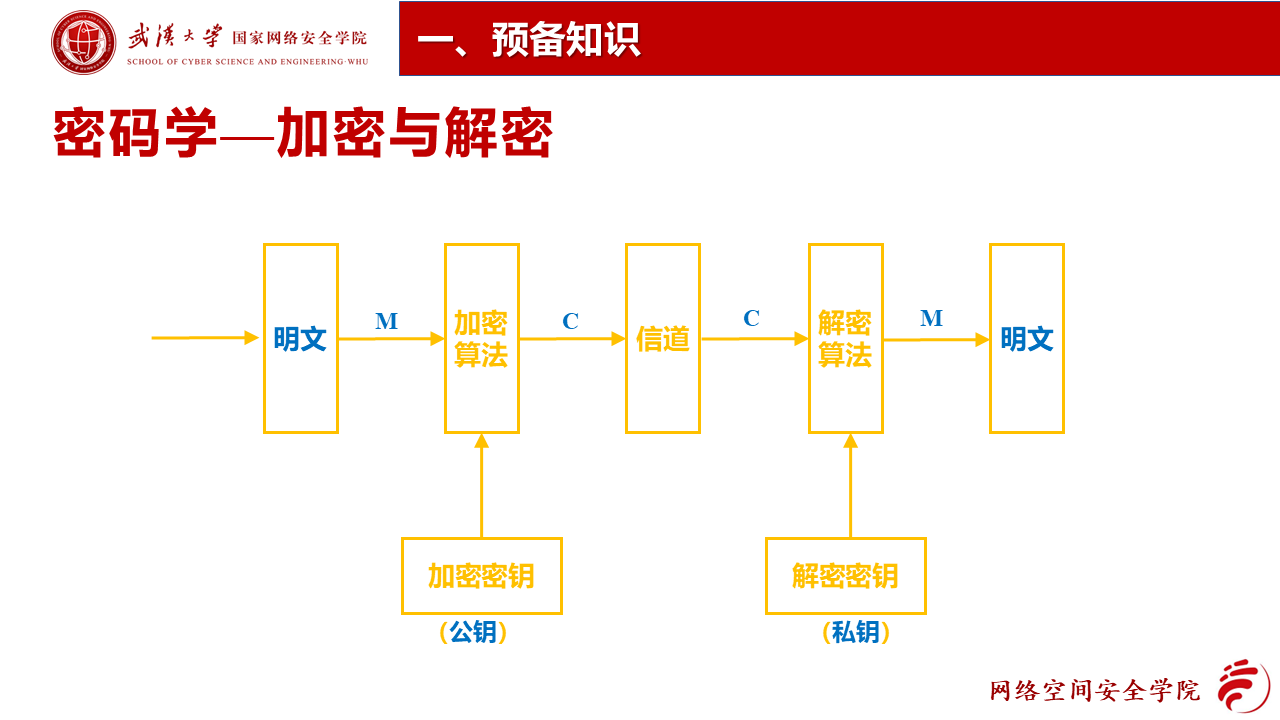 武汉大学 国家网络安全学院
SCHOOL OF CYBER SCIENCE AND ENGINEERING·WHU
一、预备知识
密码学—加密与解密
明文
M
加密
算法
C
信道
C
解密
算法
M
明文
加密密钥
（公钥）
解密密钥
（私钥）
网络空间安全学院